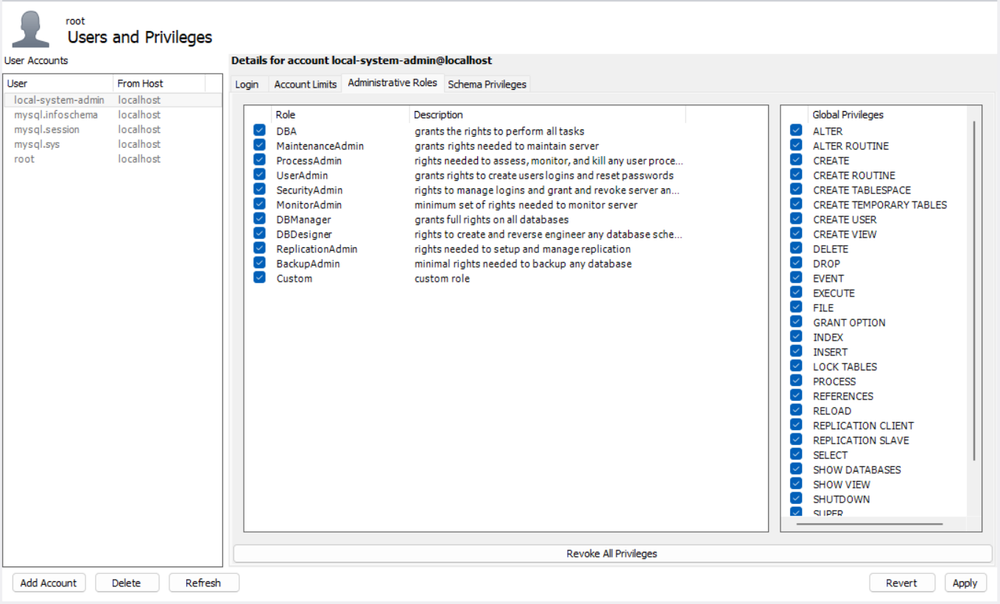 root
Users and Privileges
User Accounts
User From Host
local-system-admin localhost
mysql.infoschema localhost
mysql.session localhost
mysql.sys localhost
root localhost
Details for account local-system-admin@localhost
Login Account Limits Administrative Roles Schema Privileges
Role Description
DBA grants the rights to perform all tasks
MaintenanceAdmin grants rights needed to maintain server
ProcessAdmin rights needed to assess, monitor, and kill any user proce...
UserAdmin grants rights to create users logins and reset passwords
SecurityAdmin rights to manage logins and grant and revoke server an...
MonitorAdmin minimum set of rights needed to monitor server
DBManager grants full rights on all databases
DBDesigner rights to create and reverse engineer any database sche...
ReplicationAdmin rights needed to setup and manage replication
BackupAdmin minimal rights needed to backup any database
Custom custom role
Global Privileges
ALTER
ALTER ROUTINE
CREATE
CREATE ROUTINE
CREATE TABLESPACE
CREATE TEMPORARY TABLES
CREATE USER
CREATE VIEW
DELETE
DROP
EVENT
EXECUTE
FILE
GRANT OPTION
INDEX
INSERT
LOCK TABLES
PROCESS
REFERENCES
RELOAD
REPLICATION CLIENT
REPLICATION SLAVE
SELECT
SHOW DATABASES
SHOW VIEW
SHUTDOWN
SUPER
Revoke All Privileges
Add Account Delete Refresh Revert Apply